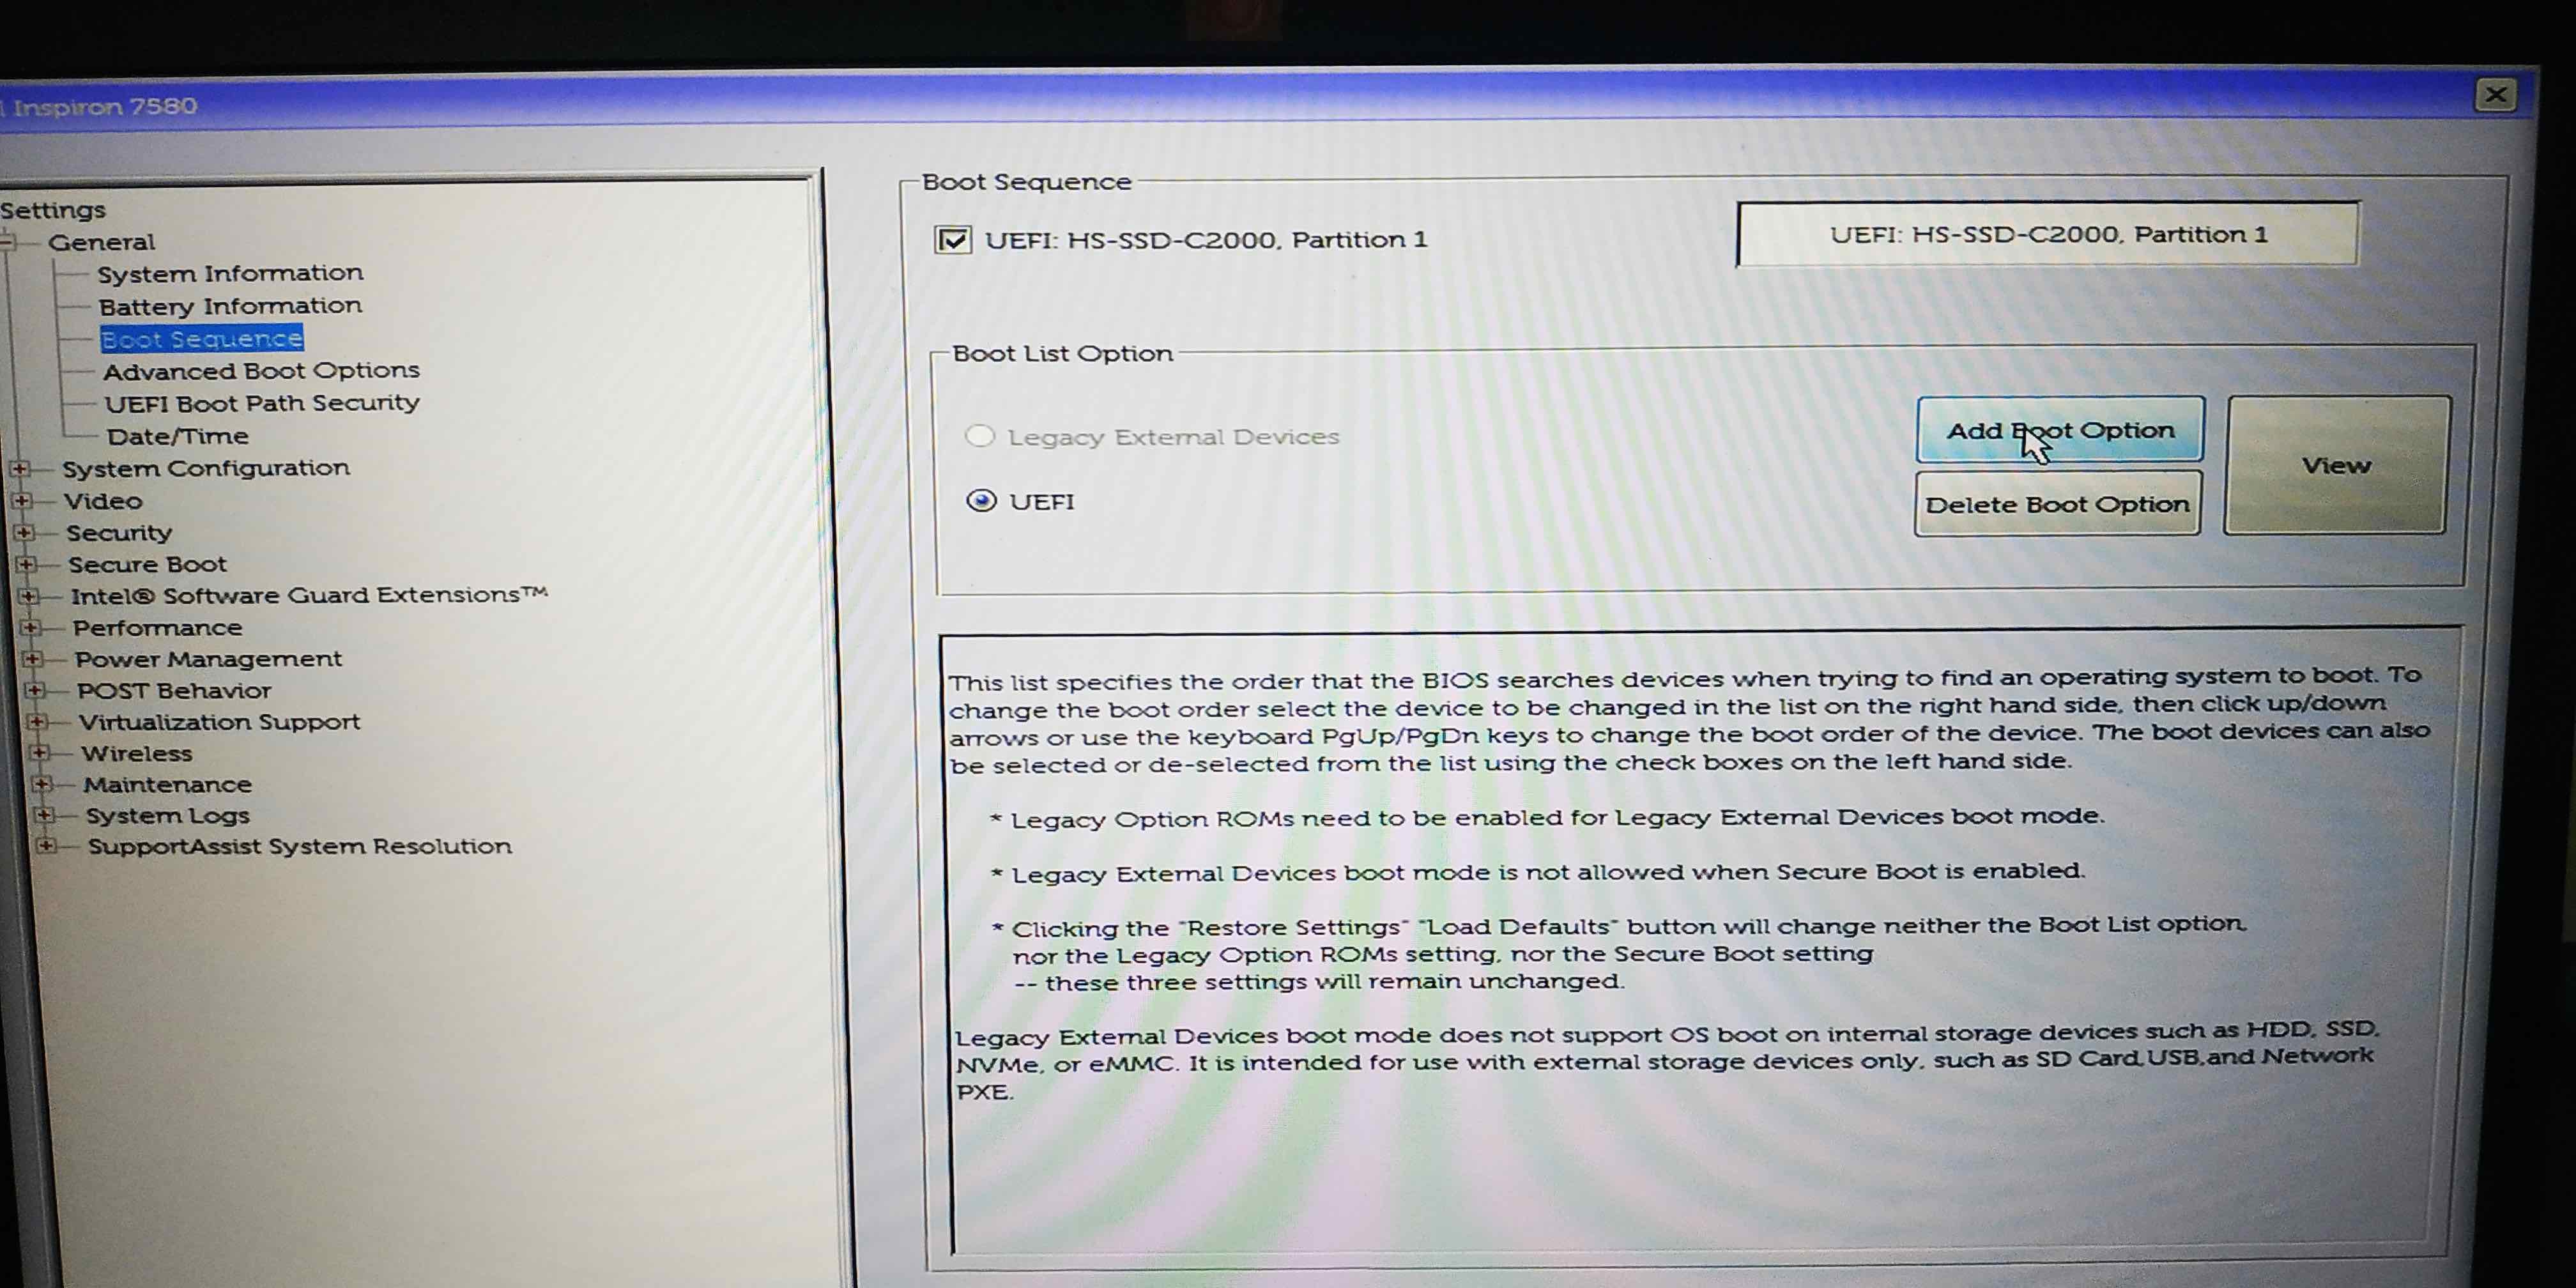 Inspiron 7580
Settings
General
System Information
Battery Information
Boot Sequence
Advanced Boot Options
UEFI Boot Path Security
Date/Time
System Configuration
Video
Security
Secure Boot
Intel® Software Guard Extensions™
Performance
Power Management
POST Behavior
Virtualization Support
Wireless
Maintenance
System Logs
SupportAssist System Resolution
Boot Sequence
UEFI: HS-SSD-C2000, Partition 1
UEFI: HS-SSD-C2000, Partition 1
Boot List Option
Legacy External Devices
UEFI
Add Boot Option
Delete Boot Option
View
This list specifies the order that the BIOS searches devices when trying to find an operating system to boot. To
change the boot order select the device to be changed in the list on the right hand side, then click up/down
arrows or use the keyboard PgUp/PgDn keys to change the boot order of the device. The boot devices can also
be selected or de-selected from the list using the check boxes on the left hand side.
* Legacy Option ROMs need to be enabled for Legacy External Devices boot mode.
* Legacy External Devices boot mode is not allowed when Secure Boot is enabled.
* Clicking the "Restore Settings" "Load Defaults" button will change neither the Boot List option,
nor the Legacy Option ROMs setting, nor the Secure Boot setting
-- these three settings will remain unchanged.
Legacy External Devices boot mode does not support OS boot on internal storage devices such as HDD, SSD,
NVMe, or eMMC. It is intended for use with external storage devices only, such as SD Card,USB,and Network
PXE.